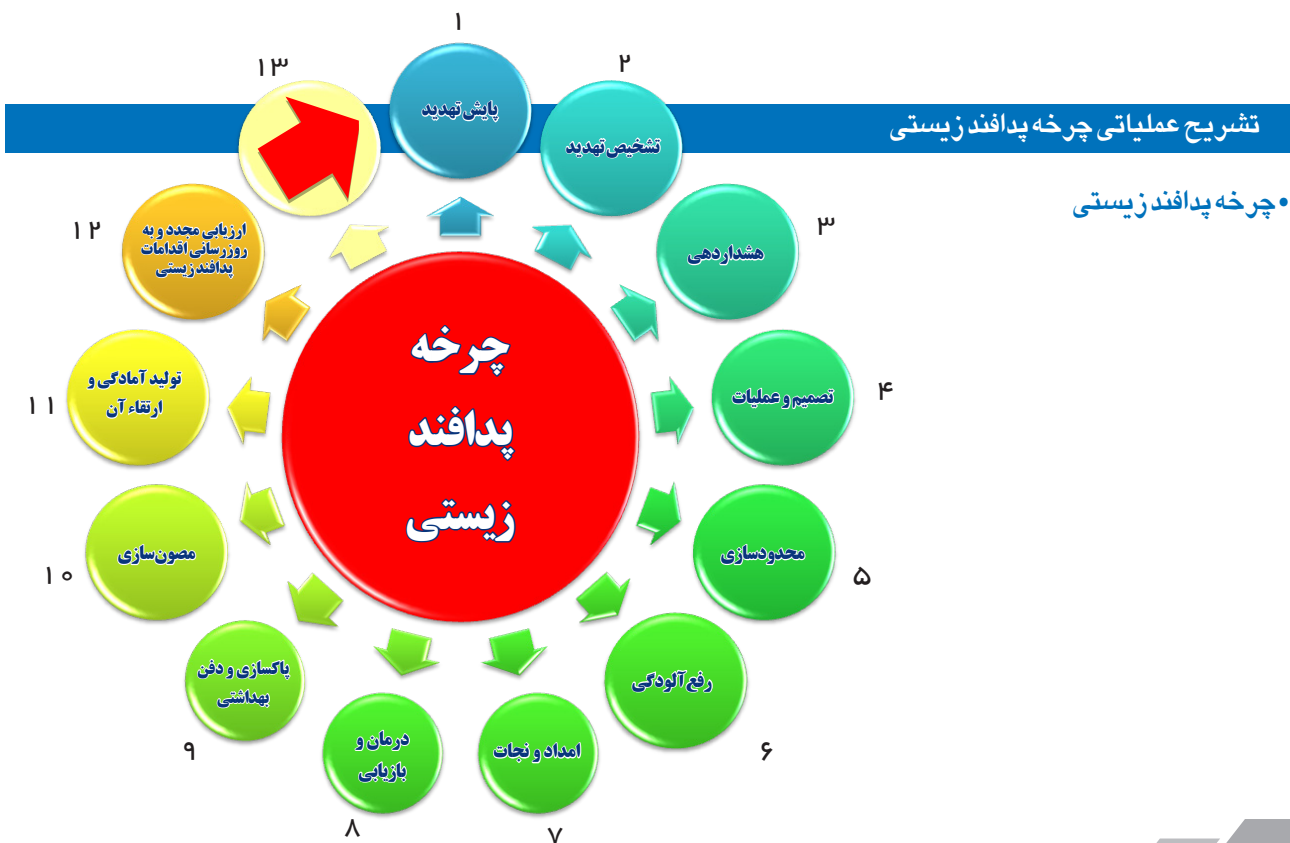 تشریح عملیاتی چرخه پدافند زیستی
•چرخه پدافند زیستی
چرخه
پدافند
زیستی
۱
پایش تهدید
۲
تشخیص تهدید
۳
هشداردهی
۴
تصمیم و عملیات
۵
محدودسازی
۶
رفع آلودگی
۷
امداد و نجات
۸
درمان و
بازیابی
۹
پاکسازی و دفن
بهداشتی
۱۰
مصون‌سازی
۱۱
تولید آمادگی و
ارتقاء آن
۱۲
ارزیابی مجدد و به
روزرسانی اقدامات
پدافند زیستی
۱۳